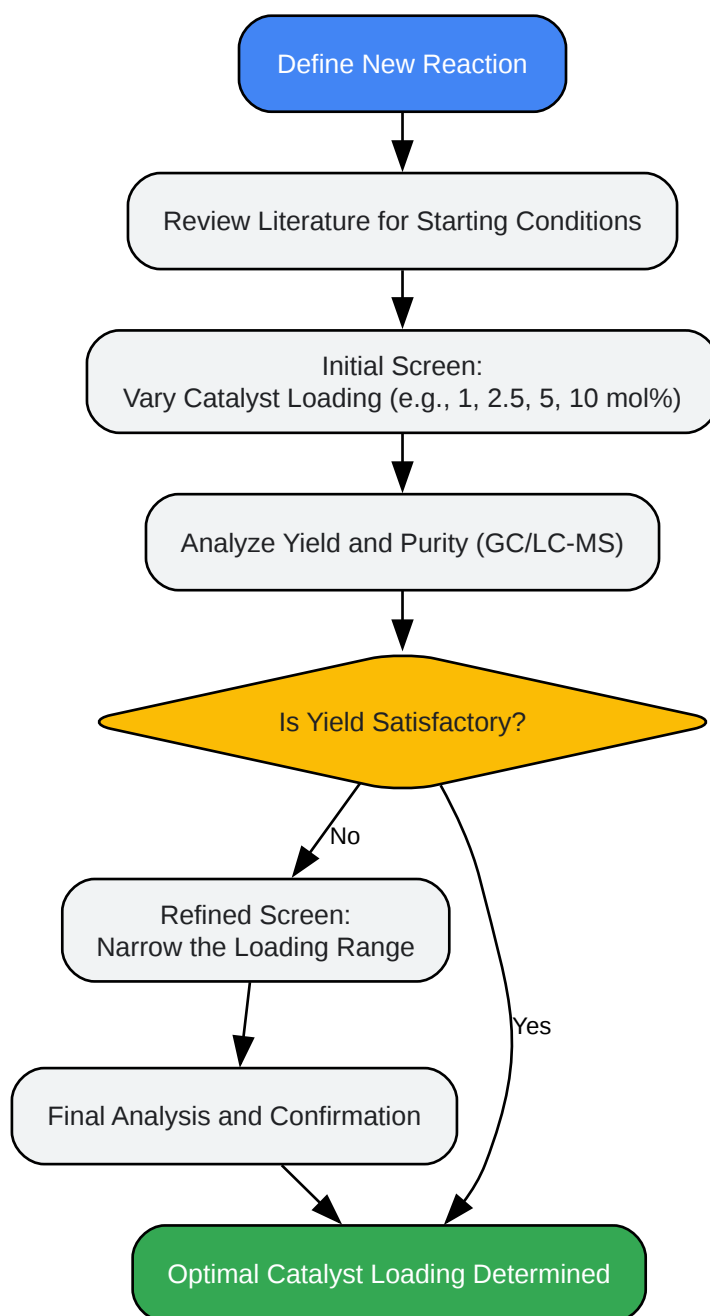 Define New Reaction
Review Literature for Starting Conditions
Initial Screen:
Vary Catalyst Loading (e.g., 1, 2.5, 5, 10 mol%)
Analyze Yield and Purity (GC/LC-MS)
Is Yield Satisfactory?
No
Refined Screen:
Narrow the Loading Range
Yes
Final Analysis and Confirmation
Optimal Catalyst Loading Determined